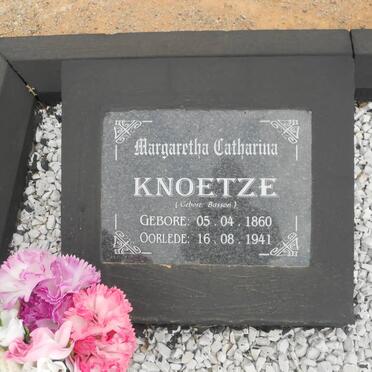 Margaretha Catharina
KNOETZE
( Gebore Basson )
GEBORE: 05 . 04 . 1860
OORLEDE: 16 . 08 . 1941